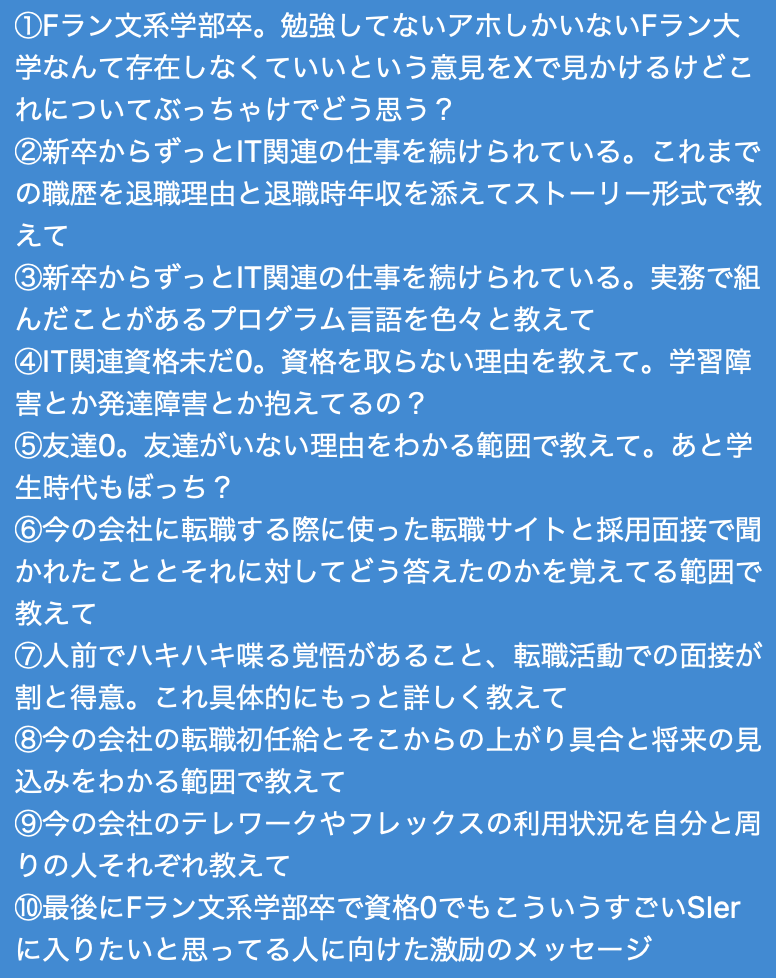 ①Fラン文系学部卒。勉強してないアホしかいないFラン大
学なんて存在しなくていいという意見をXで見かけるけどこ
れについてぶっちゃけでどう思う？
②新卒からずっとIT関連の仕事を続けられている。これまで
の職歴を退職理由と退職時年収を添えてストーリー形式で教
えて
③新卒からずっとIT関連の仕事を続けられている。実務で組
んだことがあるプログラム言語を色々と教えて
④IT関連資格未だ0。資格を取らない理由を教えて。学習障
害とか発達障害とか抱えてるの？
⑤友達0。友達がいない理由をわかる範囲で教えて。あと学
生時代もぼっち？
⑥今の会社に転職する際に使った転職サイトと採用面接で聞
かれたこととそれに対してどう答えたのかを覚えてる範囲で
教えて
⑦人前でハキハキ喋る覚悟があること、転職活動での面接が
割と得意。これ具体的にもっと詳しく教えて
⑧今の会社の転職初任給とそこからの上がり具合と将来の見
込みをわかる範囲で教えて
⑨今の会社のテレワークやフレックスの利用状況を自分と周
りの人それぞれ教えて
⑩最後にFラン文系学部卒で資格0でもこういうすごいSIer
に入りたいと思ってる人に向けた激励のメッセージ